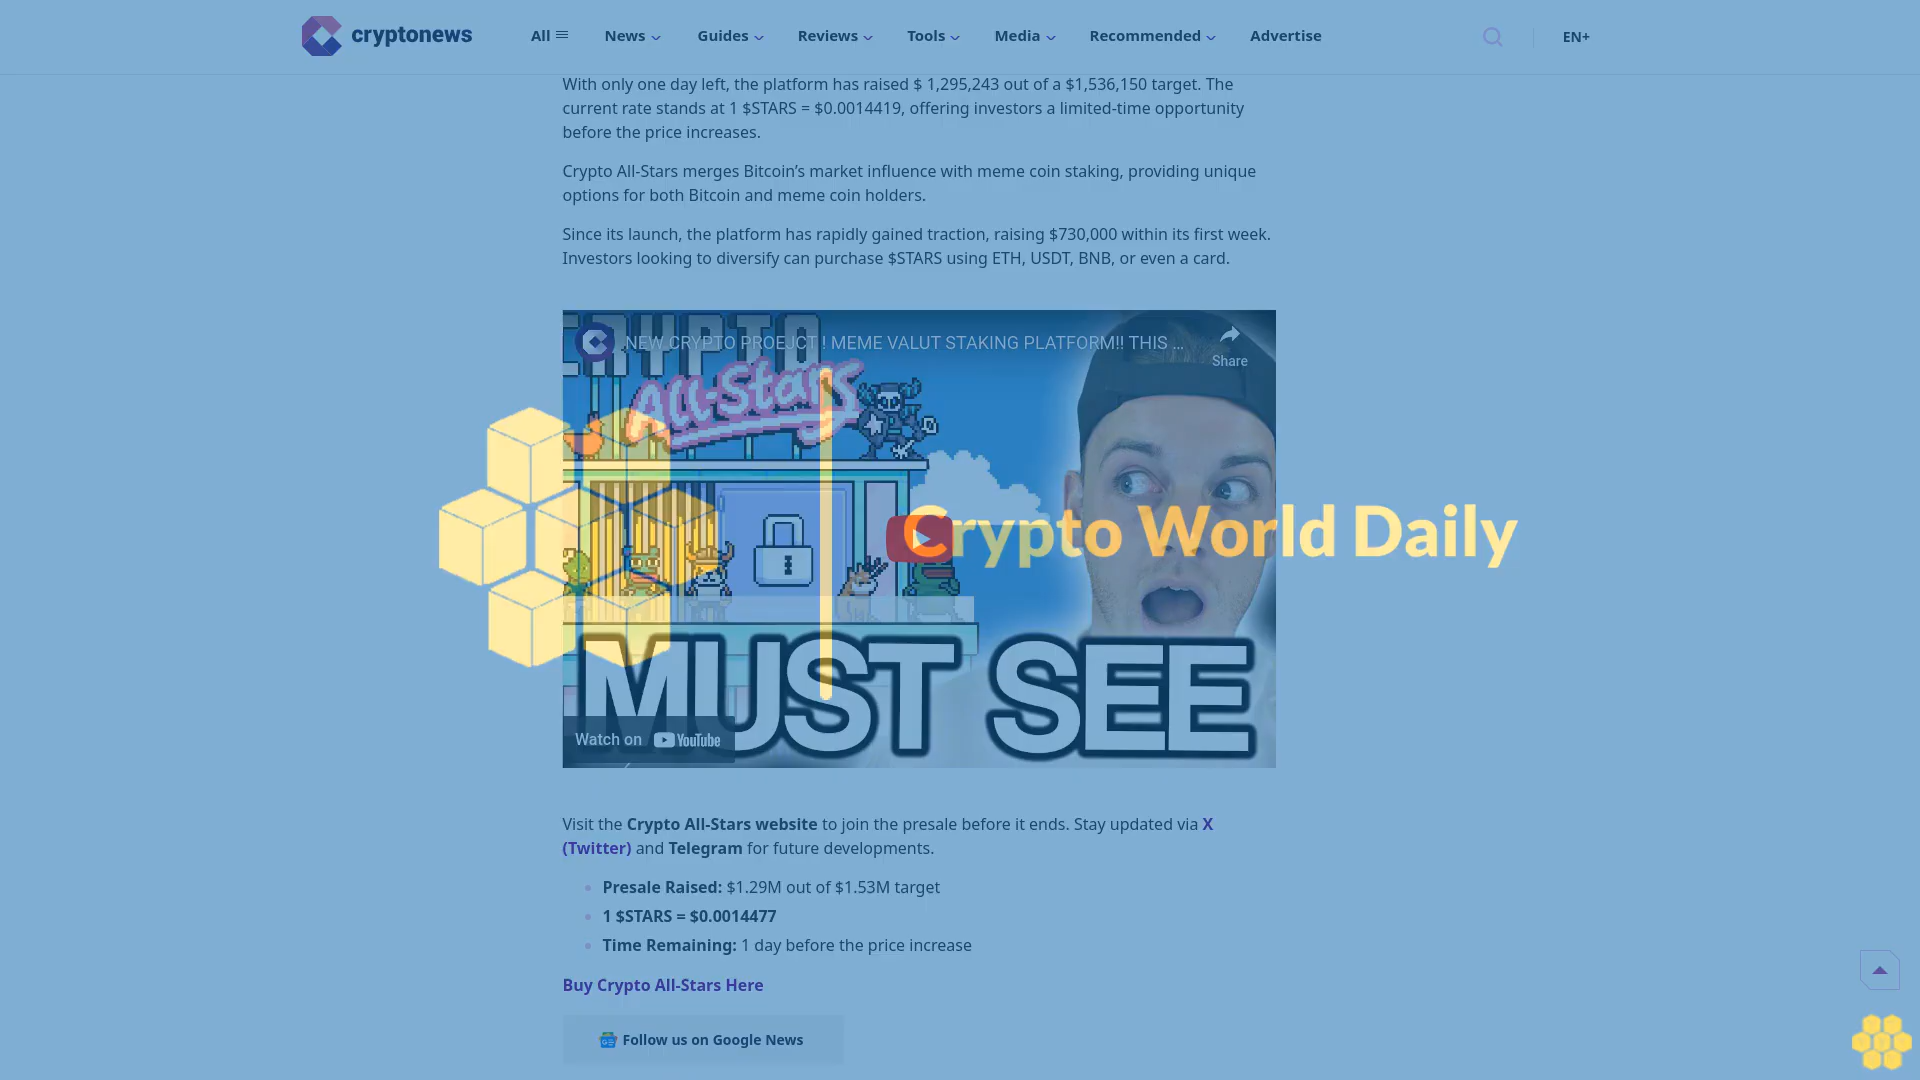 cryptonews All News Guides Reviews Tools Media Recommended Advertise EN+
With only one day left, the platform has raised $ 1,295,243 out of a $1,536,150 target. The
current rate stands at 1 $STARS = $0.0014419, offering investors a limited-time opportunity
before the price increases.
Crypto All-Stars merges Bitcoin’s market influence with meme coin staking, providing unique
options for both Bitcoin and meme coin holders.
Since its launch, the platform has rapidly gained traction, raising $730,000 within its first week.
Investors looking to diversify can purchase $STARS using ETH, USDT, BNB, or even a card.
CRYPTO
NEW CRYPTO PROEJCT ! MEME VALUT STAKING PLATFORM!! THIS ...
Share
All-Stars
Crypto World Daily
MUST SEE
Watch on YouTube
Visit the Crypto All-Stars website to join the presale before it ends. Stay updated via X
(Twitter) and Telegram for future developments.
Presale Raised: $1.29M out of $1.53M target
1 $STARS = $0.0014477
Time Remaining: 1 day before the price increase
Buy Crypto All-Stars Here
Follow us on Google News